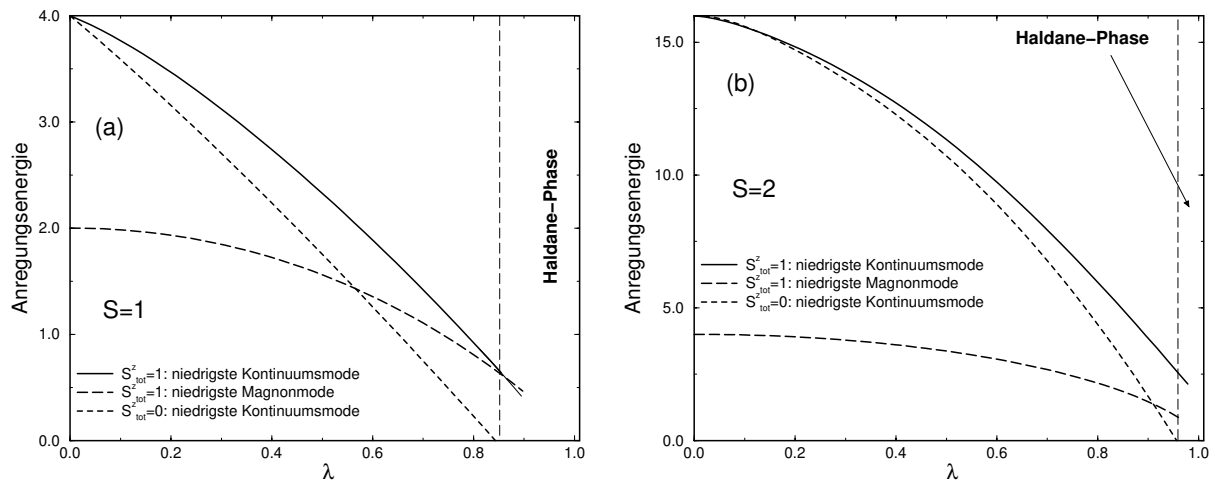 4.0
3.0
2.0
1.0
0.0
Anregungsenergie
(a)
S=1
Haldane−Phase
S^z_tot=1: niedrigste Kontinuumsmode
S^z_tot=1: niedrigste Magnonmode
S^z_tot=0: niedrigste Kontinuumsmode
0.0 0.2 0.4 0.6 0.8 1.0
λ
15.0
10.0
5.0
0.0
Anregungsenergie
(b)
Haldane−Phase
S=2
S^z_tot=1: niedrigste Kontinuumsmode
S^z_tot=1: niedrigste Magnonmode
S^z_tot=0: niedrigste Kontinuumsmode
0.0 0.2 0.4 0.6 0.8 1.0
λ